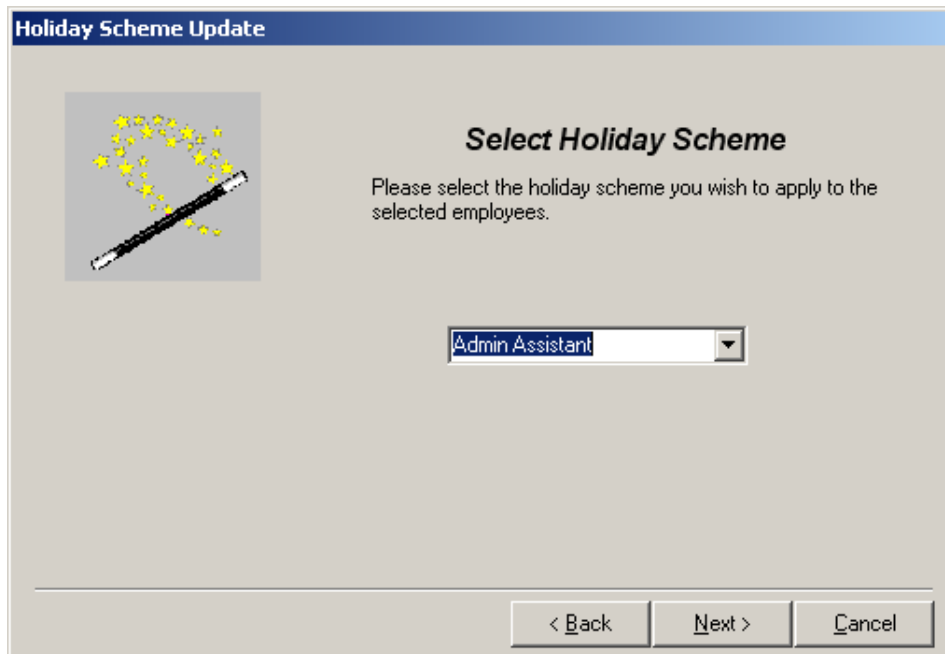 Holiday Scheme Update
Select Holiday Scheme
Please select the holiday scheme you wish to apply to the
selected employees.
Admin Assistant
< Back
Next >
Cancel